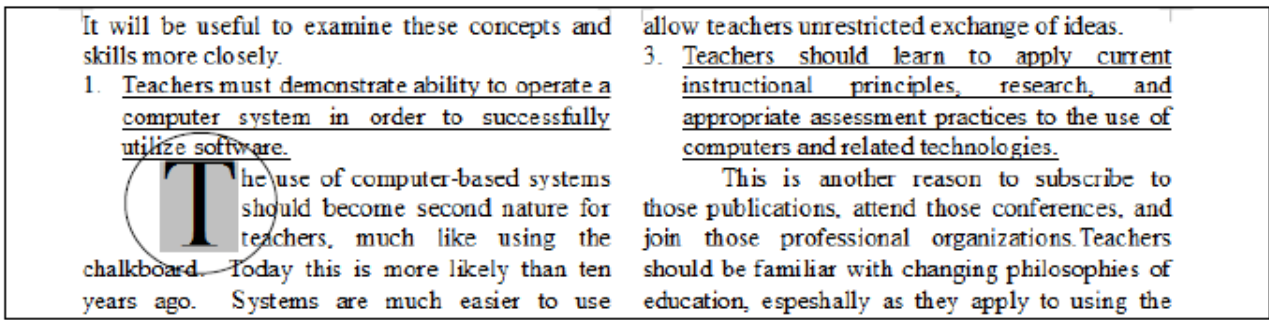 It will be useful to examine these concepts and
skills more closely.
1. Teachers must demonstrate ability to operate a
computer system in order to successfully
utilize software.
The use of computer-based systems
should become second nature for
teachers, much like using the
chalkboard. Today this is more likely than ten
years ago. Systems are much easier to use
allow teachers unrestricted exchange of ideas.
3. Teachers should learn to apply current
instructional principles, research, and
appropriate assessment practices to the use of
computers and related technologies.
This is another reason to subscribe to
those publications, attend those conferences, and
join those professional organizations.Teachers
should be familiar with changing philosophies of
education, espeshally as they apply to using the